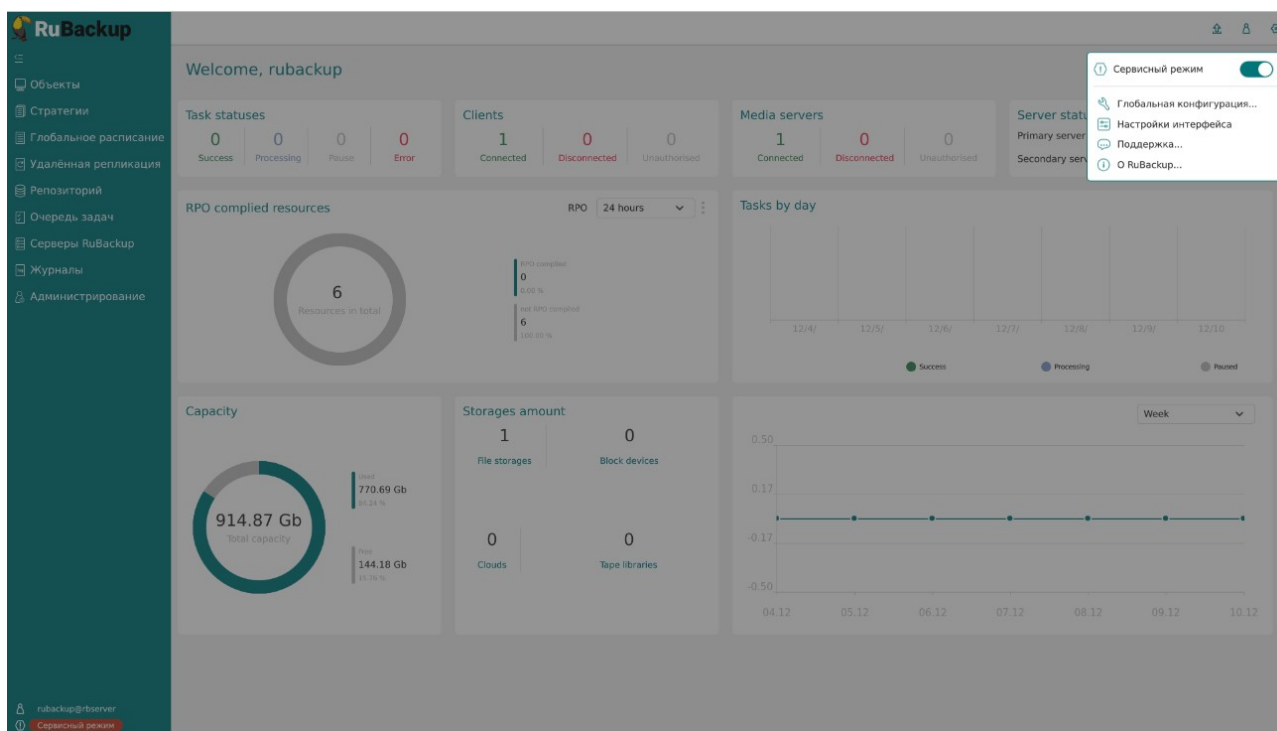 RuBackup
Объекты
Стратегии
Глобальное расписание
Удалённая репликация
Репозиторий
Очередь задач
Серверы RuBackup
Журналы
Администрирование
rubackup@rbserver
Сервисный режим
Welcome, rubackup
Сервисный режим
Глобальная конфигурация...
Настройки интерфейса
Поддержка...
О RuBackup...
Task statuses
0 0 0 0
Success Processing Pause Error
Clients
1 0 0
Connected Disconnected Unauthorised
Media servers
1 0 0
Connected Disconnected Unauthorised
Server
Primary server
Secondary
RPO complied resources
RPO 24 hours
6
Resources in total
RPO complied
0
0.00 %
not RPO complied
6
100.00 %
Tasks by day
12/4/ 12/5/ 12/6/ 12/7/ 12/8/ 12/9/ 12/10
Success Processing Paused
Capacity
914.87 Gb
Total capacity
Used
770.69 Gb
84.24 %
Free
144.18 Gb
15.76 %
Storages amount
1 0
File storages Block devices
0 0
Clouds Tape libraries
Week
0.50
0.17
-0.17
-0.50
04.12 05.12 06.12 07.12 08.12 09.12 10.12